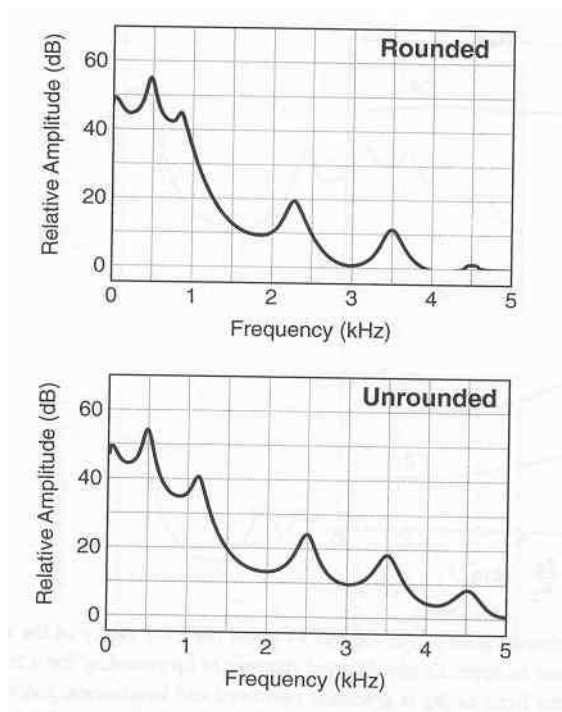 Rounded
Relative Amplitude (dB)
60
40
20
0
0 1 2 3 4 5
Frequency (kHz)
Unrounded
Relative Amplitude (dB)
60
40
20
0
0 1 2 3 4 5
Frequency (kHz)